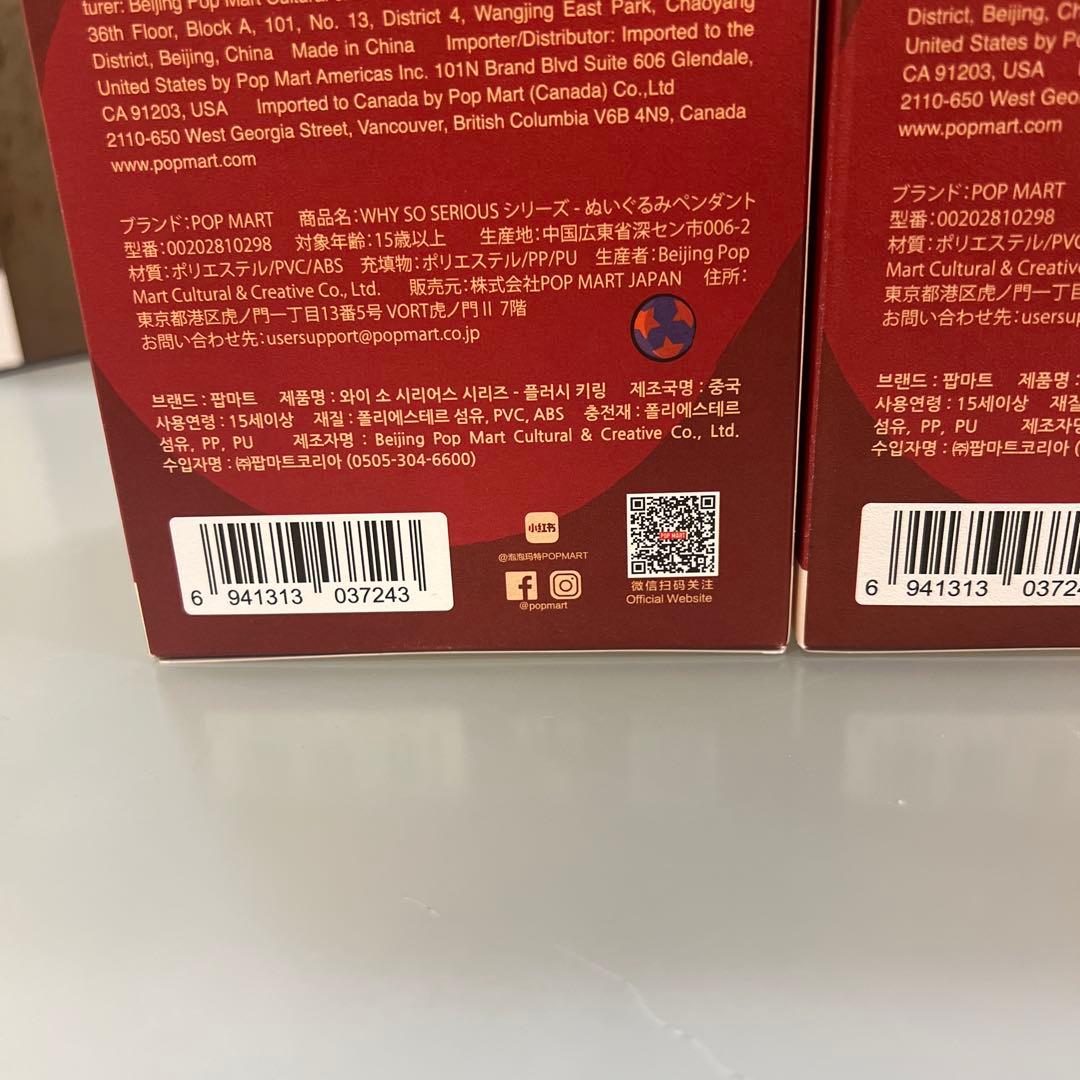 turer: Beijing Pop Mart Cultural
36th Floor, Block A, 101, No. 13, District 4, Wangjing East Park, Chaoyang
District, Beijing, China Made in China Importer/Distributor: Imported to the
United States by Pop Mart Americas Inc. 101N Brand Blvd Suite 606 Glendale,
CA 91203, USA Imported to Canada by Pop Mart (Canada) Co.,Ltd
2110-650 West Georgia Street, Vancouver, British Columbia V6B 4N9, Canada
www.popmart.com
ブランド:POP MART 商品名:WHY SO SERIOUS シリーズ - ぬいぐるみペンダント
型番:00202810298 対象年齢:15歳以上 生産地:中国広東省深セン市006-2
材質:ポリエステル/PVC/ABS 充填物:ポリエステル/PP/PU 生産者:Beijing Pop
Mart Cultural & Creative Co., Ltd. 販売元:株式会社POP MART JAPAN 住所:
東京都港区虎ノ門一丁目13番5号 VORT虎ノ門Ⅱ 7階
お問い合わせ先:usersupport@popmart.co.jp
브랜드 : 팝마트 제품명 : 와이 소 시리어스 시리즈 - 플러시 키링 제조국명 : 중국
사용연령 : 15세이상 재질 : 폴리에스테르 섬유, PVC, ABS 충전재 : 폴리에스테르
섬유, PP, PU 제조자명 : Beijing Pop Mart Cultural & Creative Co., Ltd.
수입자명 : ㈜팝마트코리아 (0505-304-6600)
6 941313 037243
小红书
@泡泡玛特POPMART
@popmart
POP MART
微信扫码关注
Official Website
District, Beijing, Ch
United States by Po
CA 91203, USA
2110-650 West Geo
www.popmart.com
ブランド:POP MART
型番:00202810298
材質:ポリエステル/PVC
Mart Cultural & Creative
東京都港区虎ノ門一丁目
お問い合わせ先:usersup
브랜드 : 팝마트 제품명 :
사용연령 : 15세이상 재질
섬유, PP, PU 제조자명
수입자명 : ㈜팝마트코리아 (
6 941313 0372